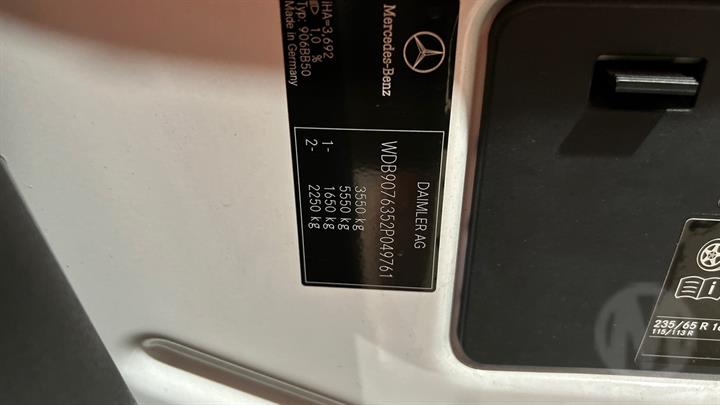 Mercedes-Benz
DAIMLER AG
WDB9076352P049761
3550 kg
5550 kg
1- 1650 kg
2- 2250 kg
iHA=3,692
1,0 %
Typ: 906BB50
Made in Germany
235/65 R
115/113 R